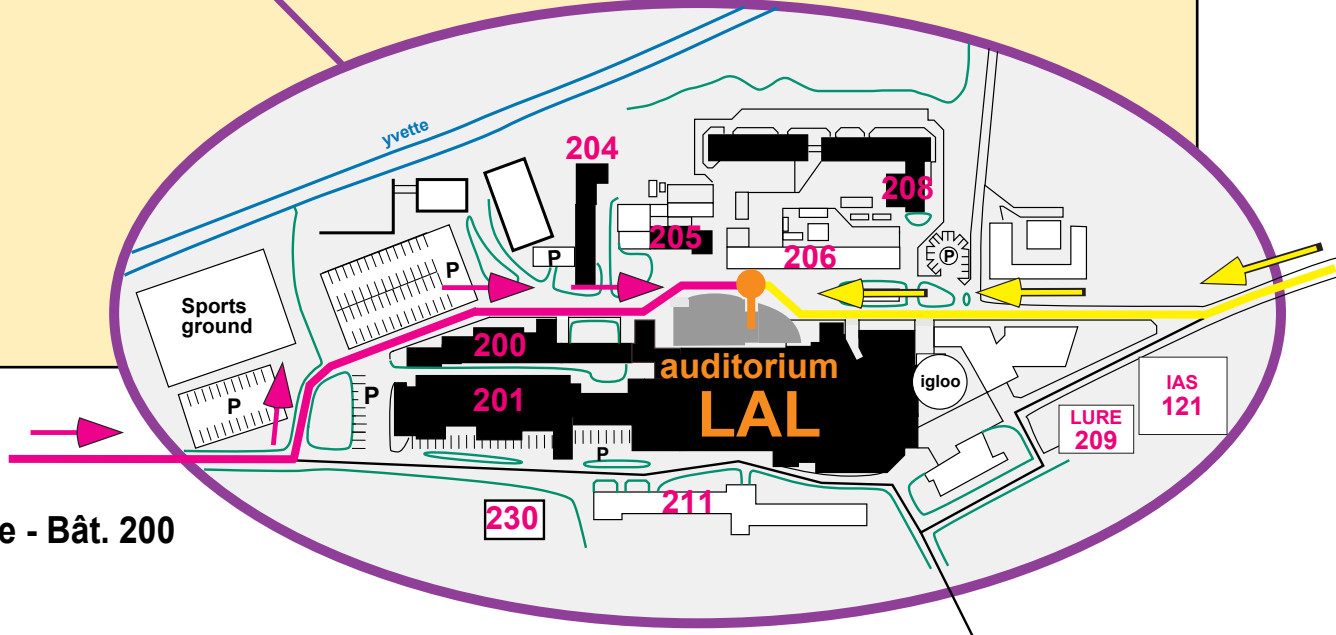 yvette
204
208
205
206
P
P
P
Sports
ground
200
auditorium
LAL
201
igloo
P
P
P
IAS
121
LURE
209
211
230
e - Bât. 200